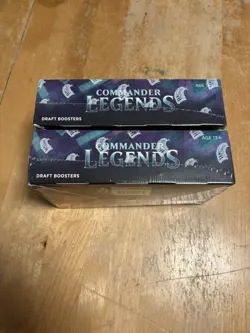 COMMANDER
LEGENDS
DRAFT BOOSTERS
COMMANDER
LEGENDS
AGE 13+
DRAFT BOOSTERS